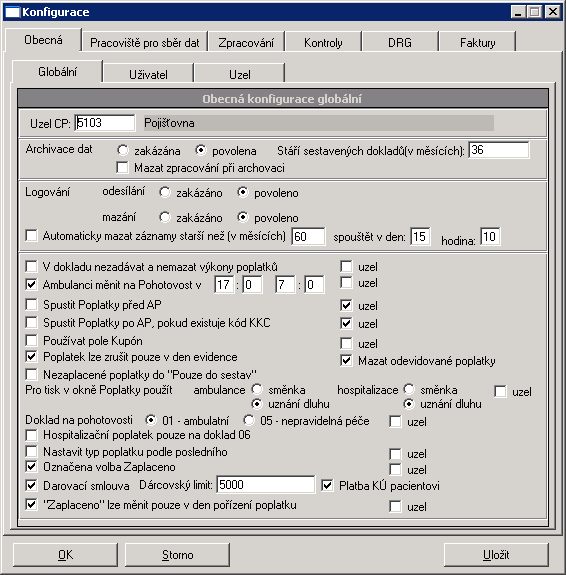 Konfigurace
Obecná Pracoviště pro sběr dat Zpracování Kontroly DRG Faktury
Globální Uživatel Uzel
Obecná konfigurace globální
Uzel CP: 5103 Pojišťovna
Archivace dat zakázána povolena Stáří sestavených dokladů(v měsících): 36
Mazat zpracování při archovaci
Logování odesílání zakázáno povoleno
mazání zakázáno povoleno
Automaticky mazat záznamy starší než (v měsících) 60 spouštět v den: 15 hodina: 10
V dokladu nezadávat a nemazat výkony poplatků uzel
Ambulanci měnit na Pohotovost v 17 : 0 7 : 0 uzel
Spustit Poplatky před AP uzel
Spustit Poplatky po AP, pokud existuje kód KKC uzel
Používat pole Kupón uzel
Poplatek lze zrušit pouze v den evidence Mazat odevidované poplatky
Nezaplacené poplatky do "Pouze do sestav"
Pro tisk v okně Poplatky použít ambulance směnka hospitalizace směnka uzel
uznání dluhu uznání dluhu
Doklad na pohotovosti 01 - ambulatní 05 - nepravidelná péče uzel
Hospitalizační poplatek pouze na doklad 06
Nastavit typ poplatku podle posledního uzel
Označena volba Zaplaceno uzel
Darovací smlouva Dárcovský limit: 5000 Platba KÚ pacientovi
"Zaplaceno" lze měnit pouze v den pořízení poplatku uzel
OK Storno Uložit